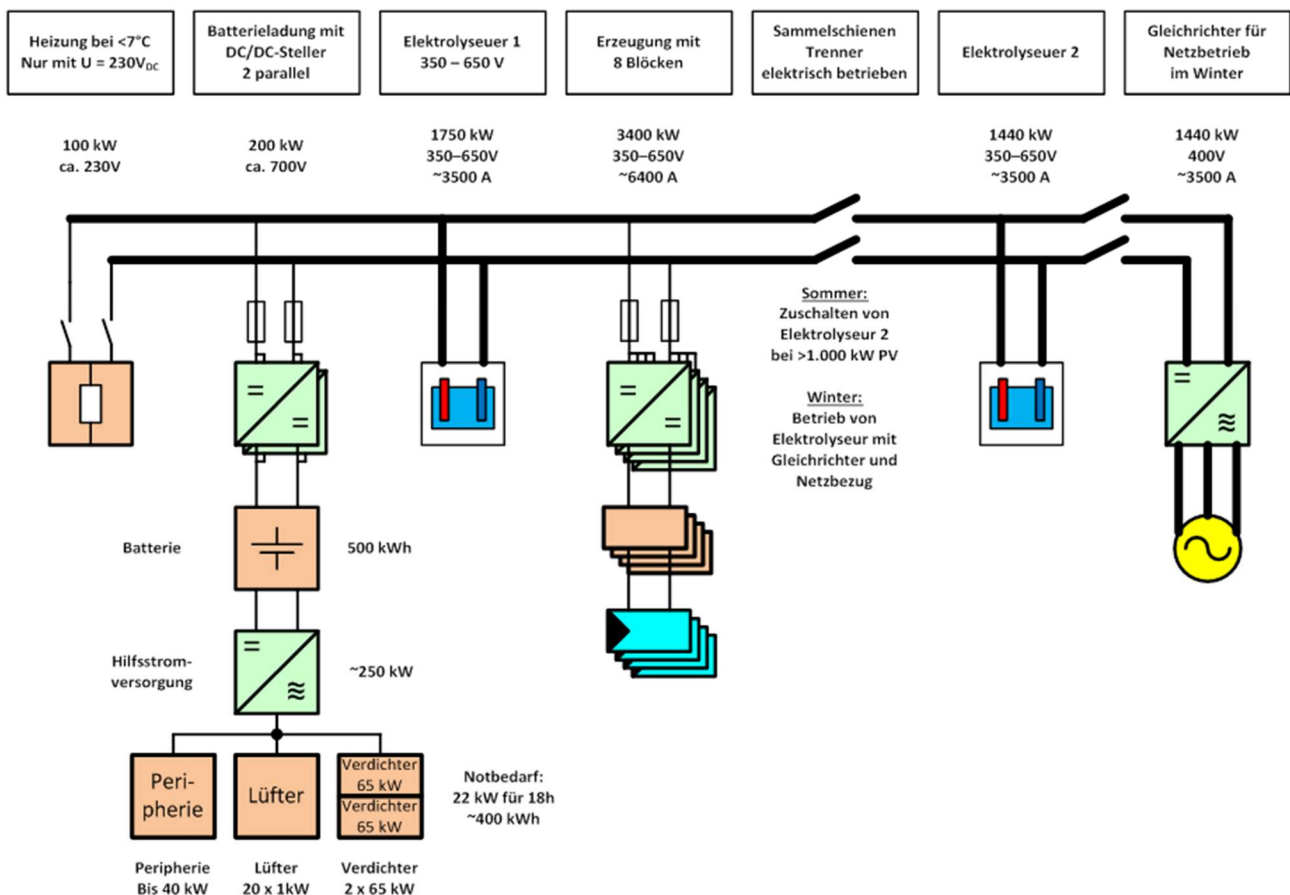 Heizung bei <7°C
Nur mit U = 230VDC
Batterieladung mit
DC/DC-Steller
2 parallel
Elektrolyseuer 1
350 – 650 V
Erzeugung mit
8 Blöcken
Sammelschienen
Trenner
elektrisch betrieben
Elektrolyseuer 2
Gleichrichter für
Netzbetrieb
im Winter
100 kW
ca. 230V
200 kW
ca. 700V
1750 kW
350–650V
~3500 A
3400 kW
350–650V
~6400 A
1440 kW
350–650V
~3500 A
1440 kW
400V
~3500 A
Sommer:
Zuschalten von
Elektrolyseur 2
bei >1.000 kW PV
Winter:
Betrieb von
Elektrolyseur mit
Gleichrichter und
Netzbezug
Batterie
500 kWh
Hilfsstrom-
versorgung
~250 kW
Peri-
pherie
Lüfter
Verdichter
65 kW
Verdichter
65 kW
Notbedarf:
22 kW für 18h
~400 kWh
Peripherie
Bis 40 kW
Lüfter
20 x 1kW
Verdichter
2 x 65 kW